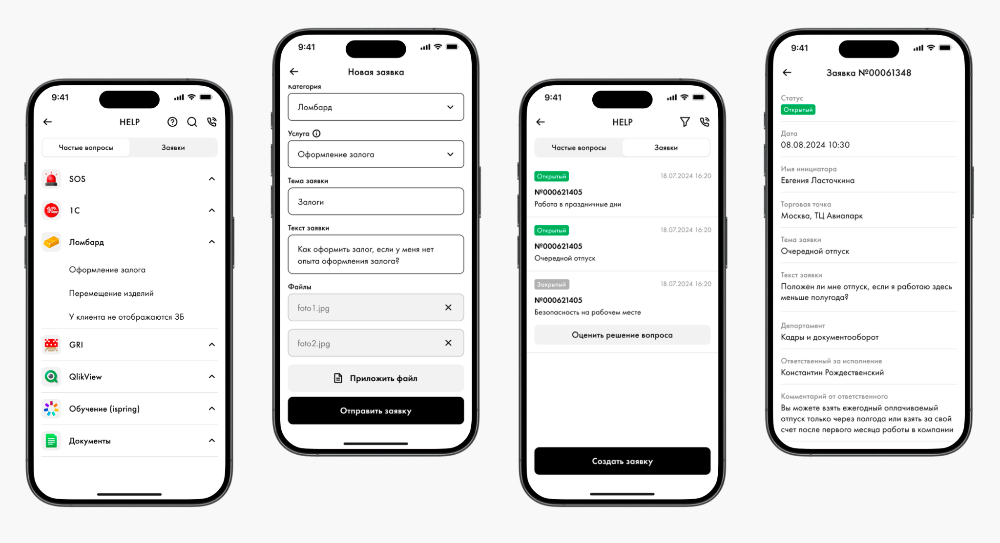 9:41
HELP
Частые вопросы
Заявки
SOS
1С
Ломбард
Оформление залога
Перемещение изделий
У клиента не отображаются ЗБ
GRI
QlikView
Обучение (ispring)
Документы
9:41
Новая заявка
Категория
Ломбард
Услуга
Оформление залога
Тема заявки
Залоги
Текст заявки
Как оформить залог, если у меня нет
опыта оформления залога?
Файлы
foto1.jpg
foto2.jpg
Приложить файл
Отправить заявку
9:41
HELP
Частые вопросы
Заявки
Открытый
18.07.2024 16:20
№000621405
Работа в праздничные дни
Открытый
18.07.2024 16:20
№000621405
Очередной отпуск
Закрытый
18.07.2024 16:20
№000621405
Безопасность на рабочем месте
Оценить решение вопроса
Создать заявку
9:41
Заявка №00061348
Статус
Открытый
Дата
08.08.2024 10:30
Имя инициатора
Евгения Ласточкина
Торговая точка
Москва, ТЦ Авиапарк
Тема заявки
Очередной отпуск
Текст заявки
Положен ли мне отпуск, если я работаю здесь
меньше полугода?
Департамент
Кадры и документооборот
Ответственный за исполнение
Константин Рождественский
Комментарий от ответственного
Вы можете взять ежегодный оплачиваемый
отпуск только через полгода или взять за свой
счет после первого месяца работы в компании